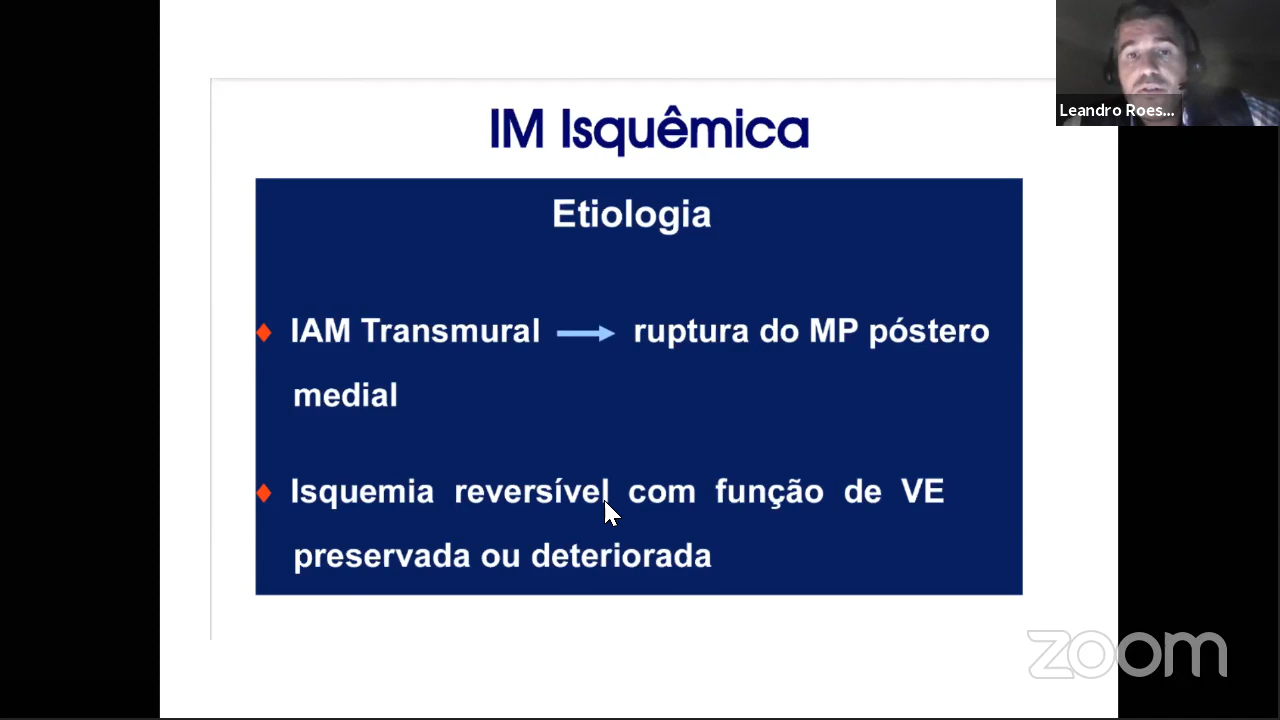 IM Isquêmica
Leandro Roes...
Etiologia
IAM Transmural ruptura do MP póstero
medial
Isquemia reversível com função de VE
preservada ou deteriorada
zoom